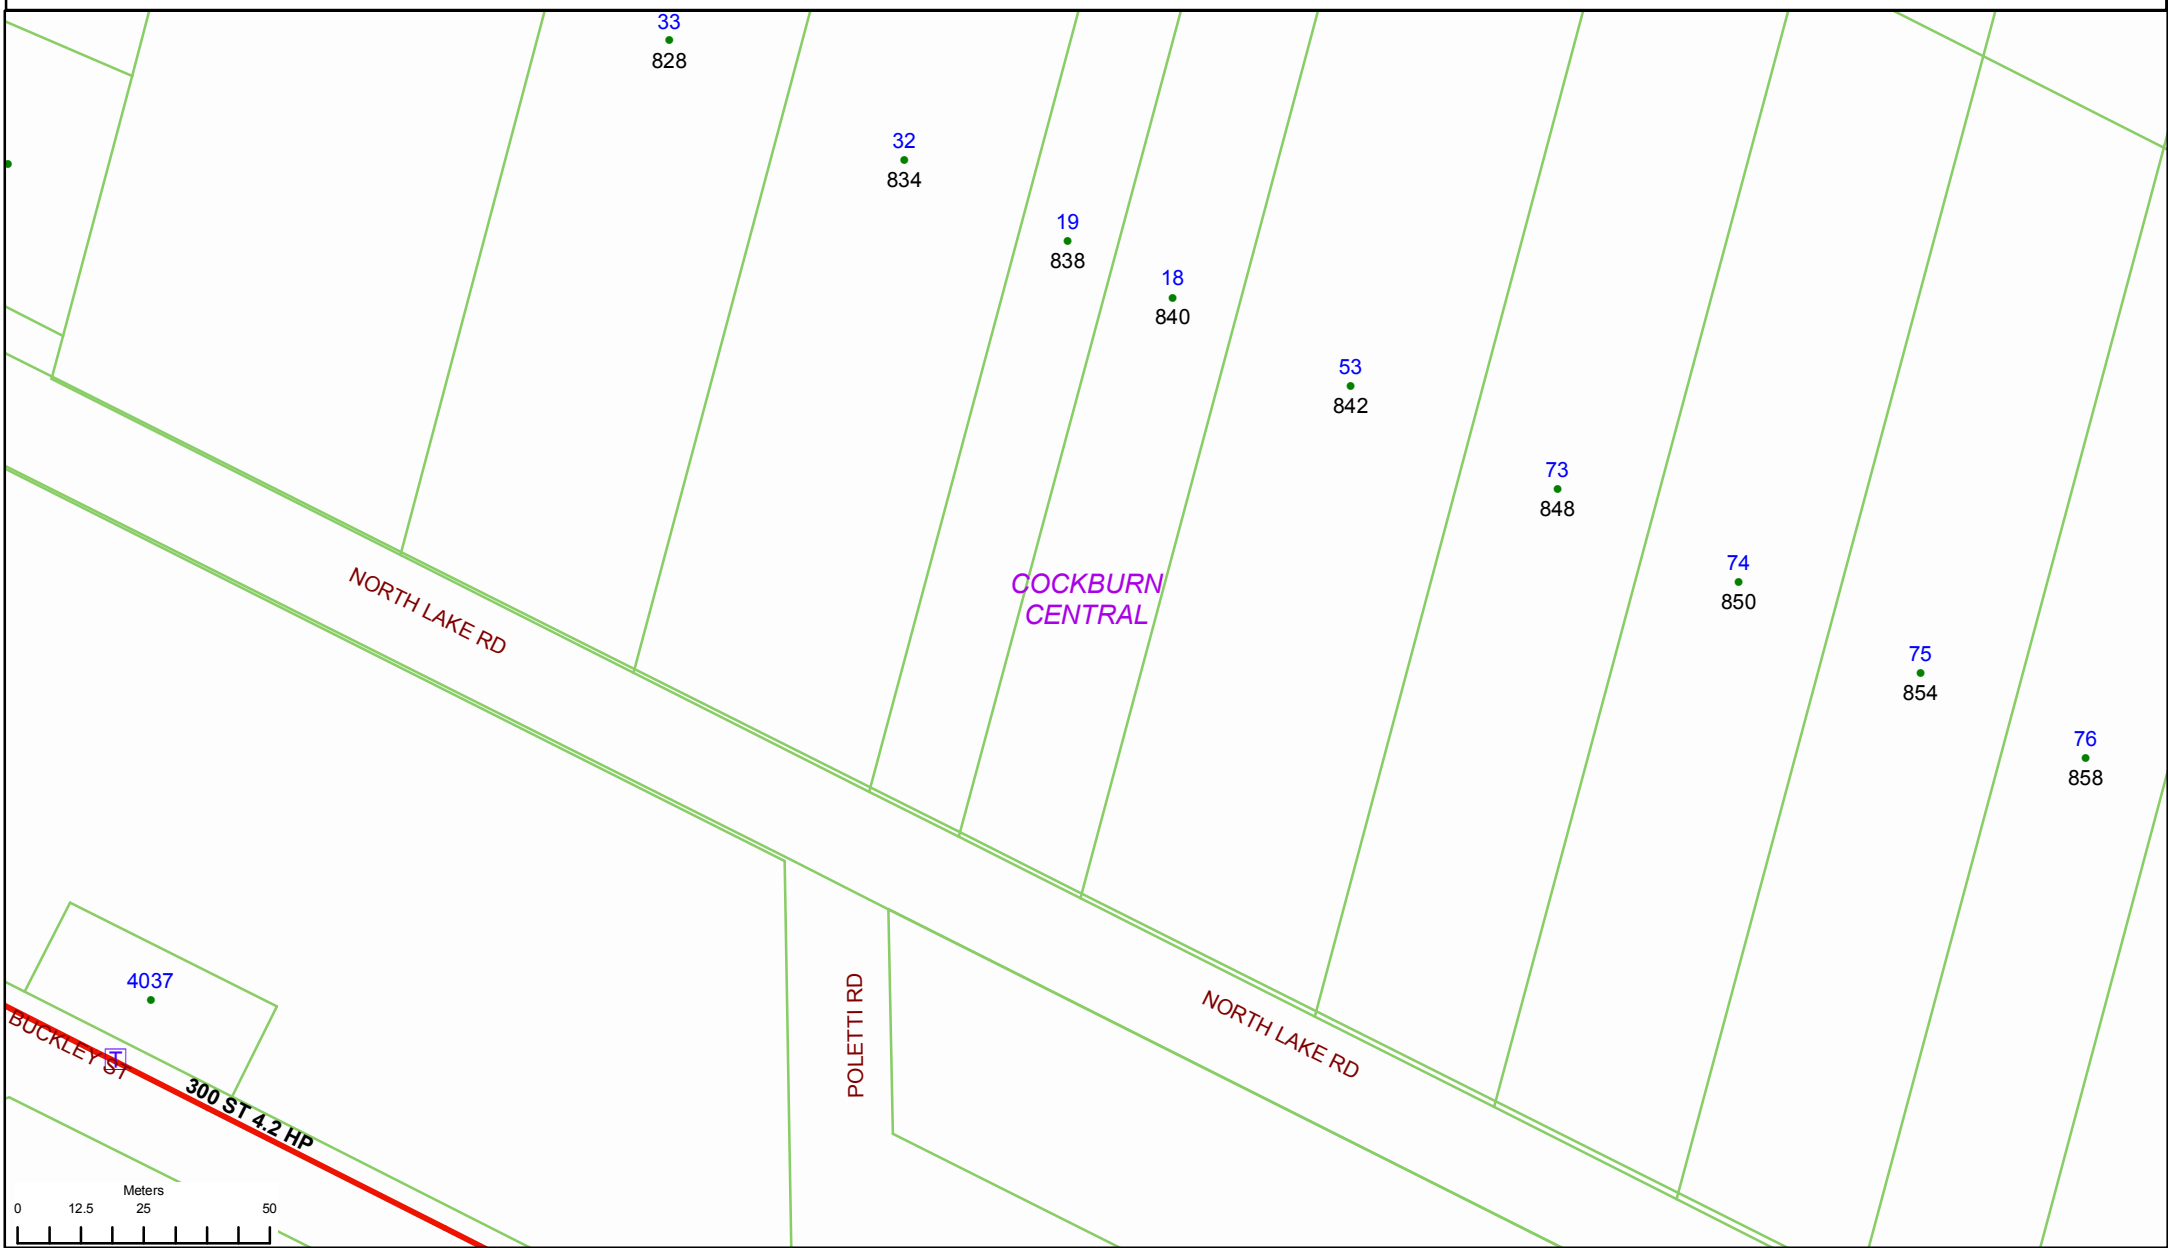 33
828
32
834
19
838
18
840
53
842
73
848
COCKBURN
CENTRAL
NORTH LAKE RD
74
850
75
854
76
858
4037
POLETTI RD
NORTH LAKE RD
BUCKLEY ST
T
300 ST 4.2 HP
Meters
0 12.5 25 50